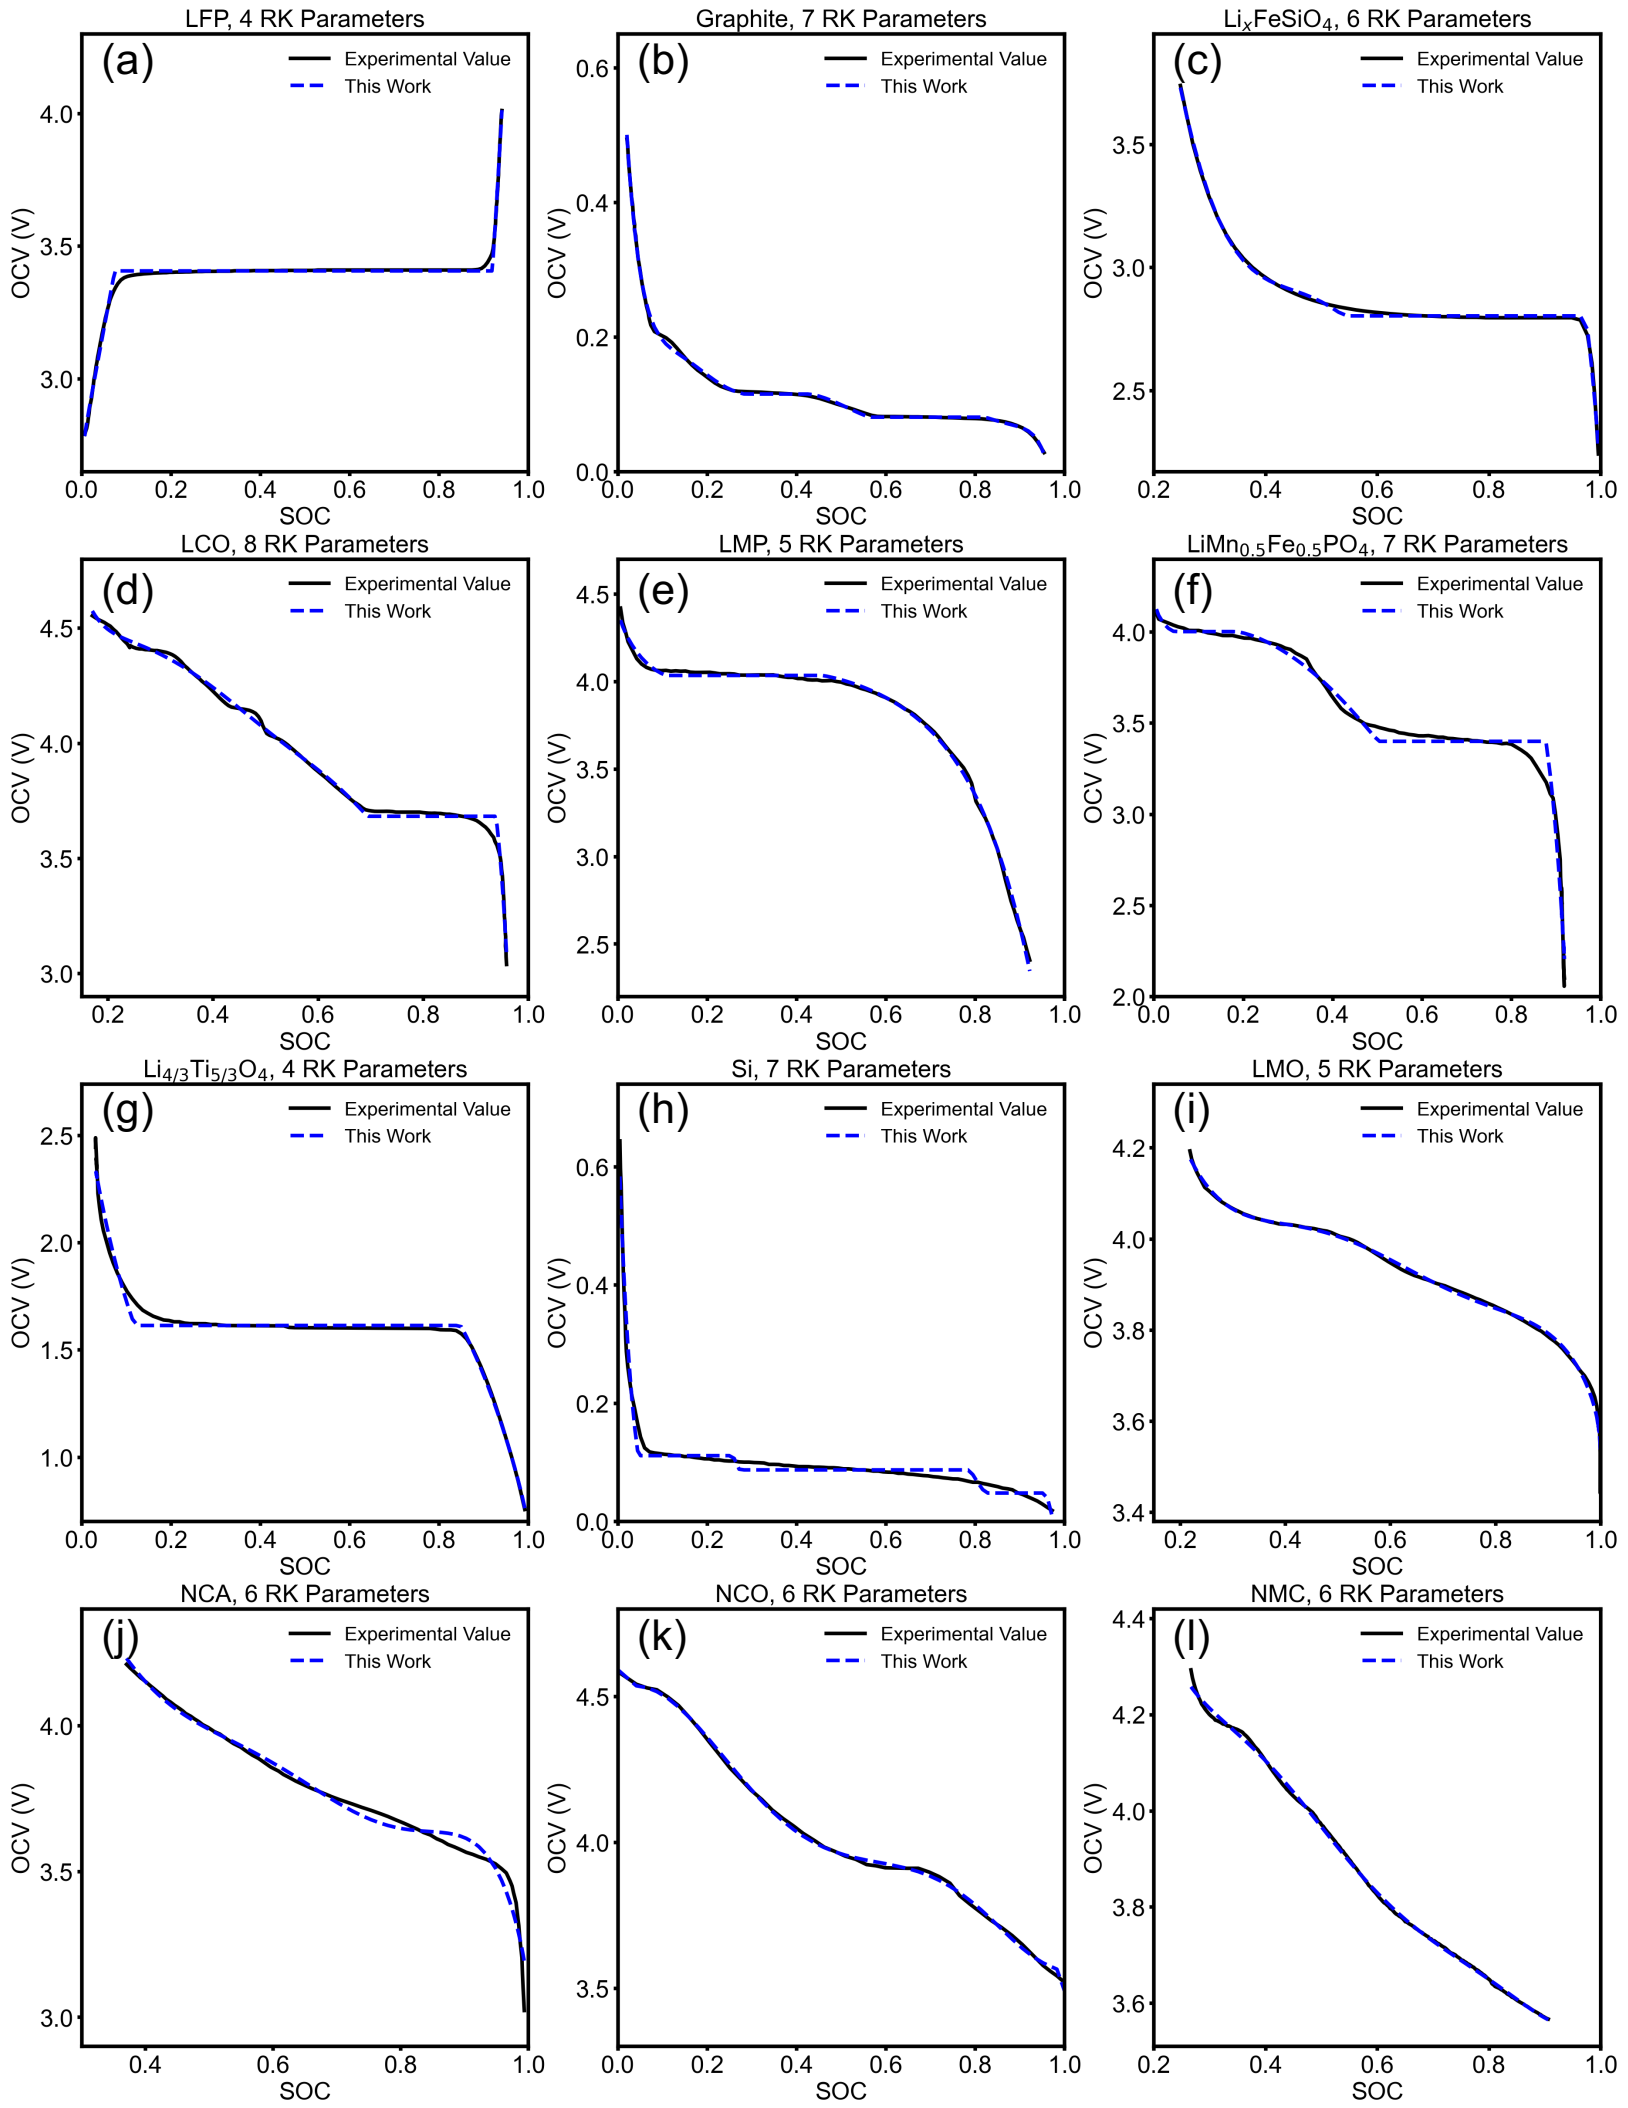 LFP, 4 RK Parameters
(a)
Experimental Value
This Work
4.0
3.5
3.0
OCV (V)
0.0 0.2 0.4 0.6 0.8 1.0
SOC
Graphite, 7 RK Parameters
(b)
Experimental Value
This Work
0.6
0.4
0.2
0.0
OCV (V)
0.0 0.2 0.4 0.6 0.8 1.0
SOC
LiₓFeSiO₄, 6 RK Parameters
(c)
Experimental Value
This Work
3.5
3.0
2.5
OCV (V)
0.2 0.4 0.6 0.8 1.0
SOC
LCO, 8 RK Parameters
(d)
Experimental Value
This Work
4.5
4.0
3.5
3.0
OCV (V)
0.2 0.4 0.6 0.8 1.0
SOC
LMP, 5 RK Parameters
(e)
Experimental Value
This Work
4.5
4.0
3.5
3.0
2.5
OCV (V)
0.0 0.2 0.4 0.6 0.8 1.0
SOC
LiMn₀.₅Fe₀.₅PO₄, 7 RK Parameters
(f)
Experimental Value
This Work
4.0
3.5
3.0
2.5
2.0
OCV (V)
0.0 0.2 0.4 0.6 0.8 1.0
SOC
Li₄/₃Ti₅/₃O₄, 4 RK Parameters
(g)
Experimental Value
This Work
2.5
2.0
1.5
1.0
OCV (V)
0.0 0.2 0.4 0.6 0.8 1.0
SOC
Si, 7 RK Parameters
(h)
Experimental Value
This Work
0.6
0.4
0.2
0.0
OCV (V)
0.0 0.2 0.4 0.6 0.8 1.0
SOC
LMO, 5 RK Parameters
(i)
Experimental Value
This Work
4.2
4.0
3.8
3.6
3.4
OCV (V)
0.2 0.4 0.6 0.8 1.0
SOC
NCA, 6 RK Parameters
(j)
Experimental Value
This Work
4.0
3.5
3.0
OCV (V)
0.4 0.6 0.8 1.0
SOC
NCO, 6 RK Parameters
(k)
Experimental Value
This Work
4.5
4.0
3.5
OCV (V)
0.0 0.2 0.4 0.6 0.8 1.0
SOC
NMC, 6 RK Parameters
(l)
Experimental Value
This Work
4.4
4.2
4.0
3.8
3.6
OCV (V)
0.2 0.4 0.6 0.8 1.0
SOC